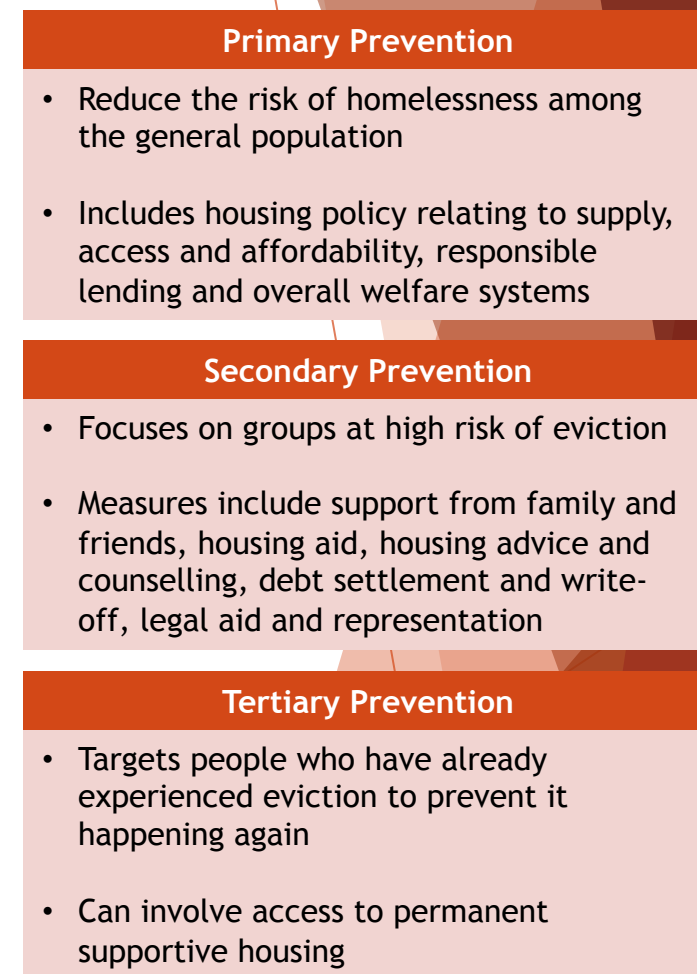 Primary Prevention
• Reduce the risk of homelessness among
the general population
• Includes housing policy relating to supply,
access and affordability, responsible
lending and overall welfare systems
Secondary Prevention
• Focuses on groups at high risk of eviction
• Measures include support from family and
friends, housing aid, housing advice and
counselling, debt settlement and write-
off, legal aid and representation
Tertiary Prevention
• Targets people who have already
experienced eviction to prevent it
happening again
• Can involve access to permanent
supportive housing